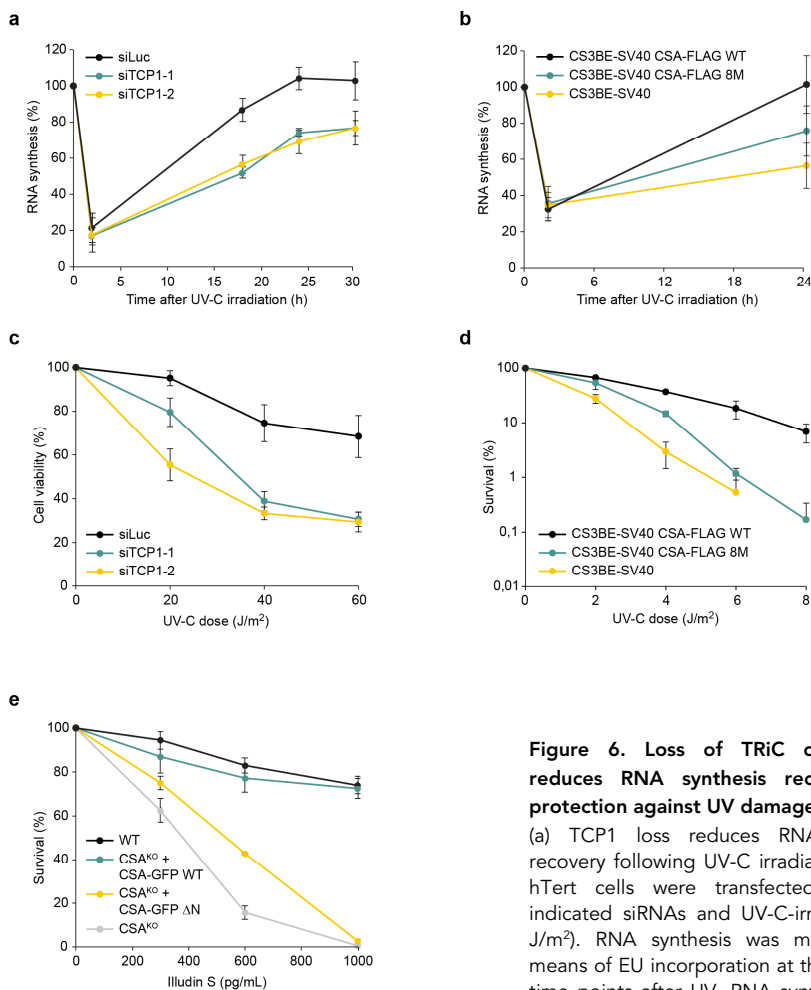 a
120
100
80
60
40
20
0
RNA synthesis (%)
siLuc
siTCP1-1
siTCP1-2
0 5 10 15 20 25 30
Time after UV-C irradiation (h)
b
120
100
80
60
40
20
0
RNA synthesis (%)
CS3BE-SV40 CSA-FLAG WT
CS3BE-SV40 CSA-FLAG 8M
CS3BE-SV40
0 6 12 18 24
Time after UV-C irradiation (h)
c
100
80
60
40
20
0
Cell viability (%)
siLuc
siTCP1-1
siTCP1-2
0 20 40 60
UV-C dose (J/m²)
d
100
10
1
0,1
0,01
Survival (%)
CS3BE-SV40 CSA-FLAG WT
CS3BE-SV40 CSA-FLAG 8M
CS3BE-SV40
0 2 4 6 8
UV-C dose (J/m²)
e
100
80
60
40
20
0
Survival (%)
WT
CSAᴷᴼ +
CSA-GFP WT
CSAᴷᴼ +
CSA-GFP ΔN
CSAᴷᴼ
0 200 400 600 800 1000
Illudin S (pg/mL)
Figure 6. Loss of TRiC
reduces RNA synthesis
protection against UV damage
(a) TCP1 loss reduces RNA
recovery following UV-C
hTert cells were transfected
indicated siRNAs and
J/m²). RNA synthesis was
means of EU incorporation at
time points after UV. RNA